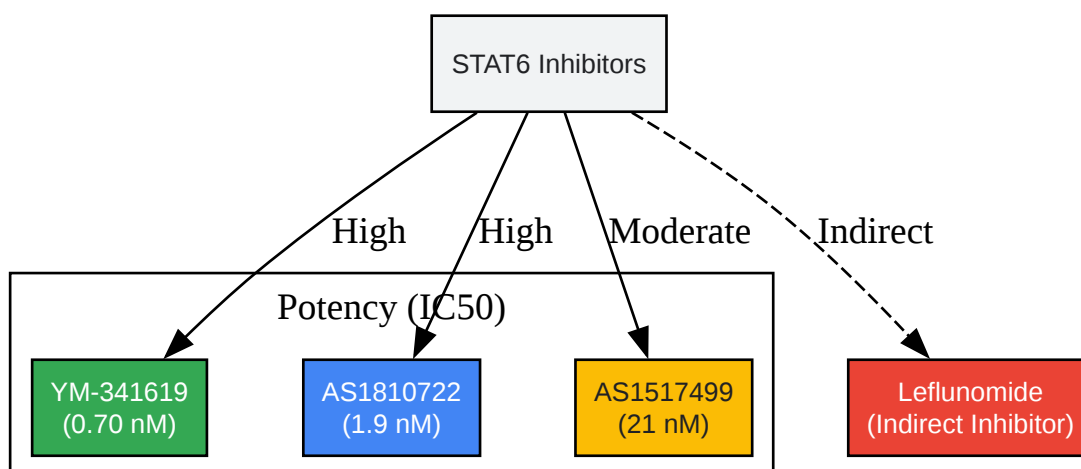 STAT6 Inhibitors
High
High
Moderate
Indirect
Potency (IC50)
YM-341619
(0.70 nM)
AS1810722
(1.9 nM)
AS1517499
(21 nM)
Leflunomide
(Indirect Inhibitor)